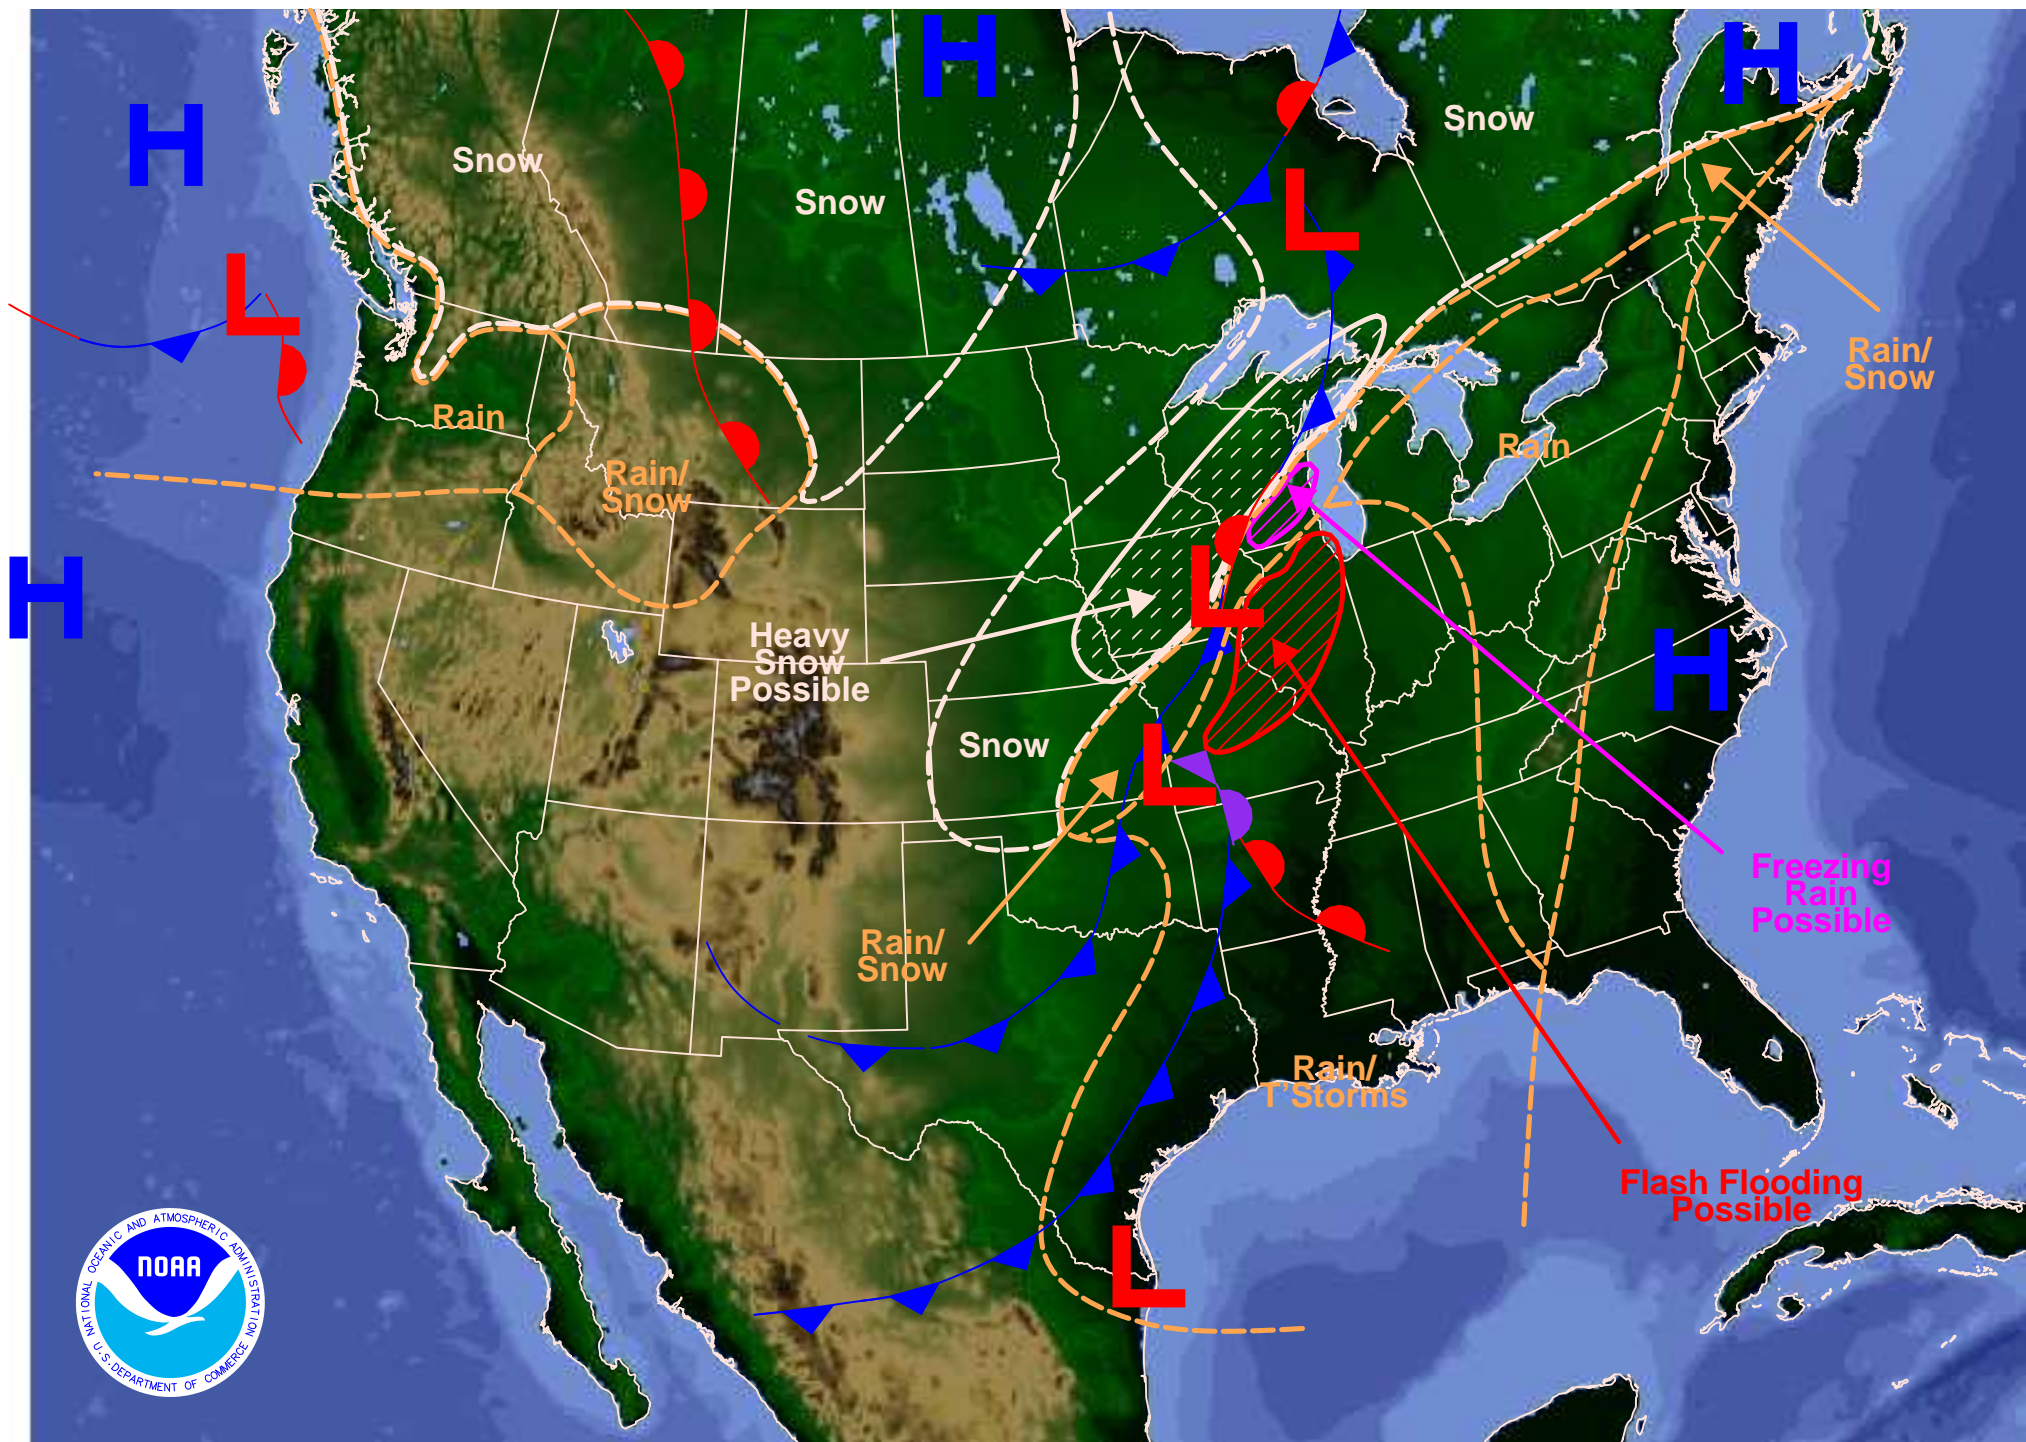 H
H
H
Snow
Snow
Snow
H
L
L
Rain/
Snow
Rain
Rain
Rain/
Snow
H
L
Heavy
Snow
Possible
H
Snow
L
Freezing
Rain
Possible
Rain/
Snow
Rain/
T'Storms
Flash Flooding
Possible
L
NATIONAL OCEANIC AND ATMOSPHERIC ADMINISTRATION
NOAA
U.S. DEPARTMENT OF COMMERCE